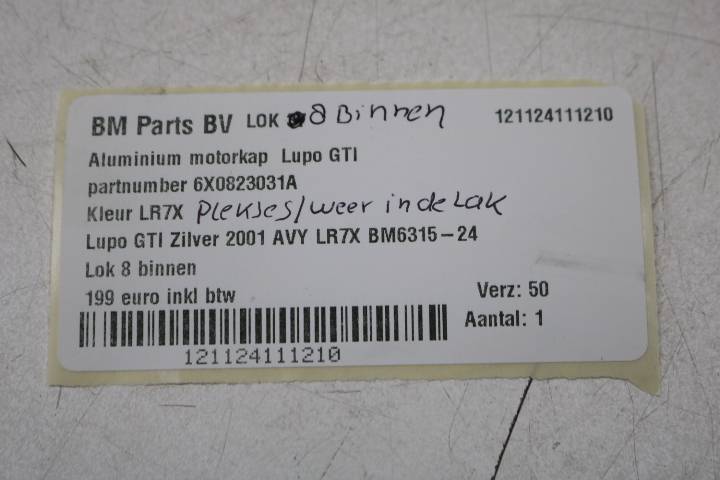 BM Parts BV LOK 8 Binnen 121124111210
Aluminium motorkap Lupo GTI
partnumber 6X0823031A
Kleur LR7X Plekjes/weer in de Lak
Lupo GTI Zilver 2001 AVY LR7X BM6315-24
Lok 8 binnen
199 euro inkl btw Verz: 50
Aantal: 1
121124111210